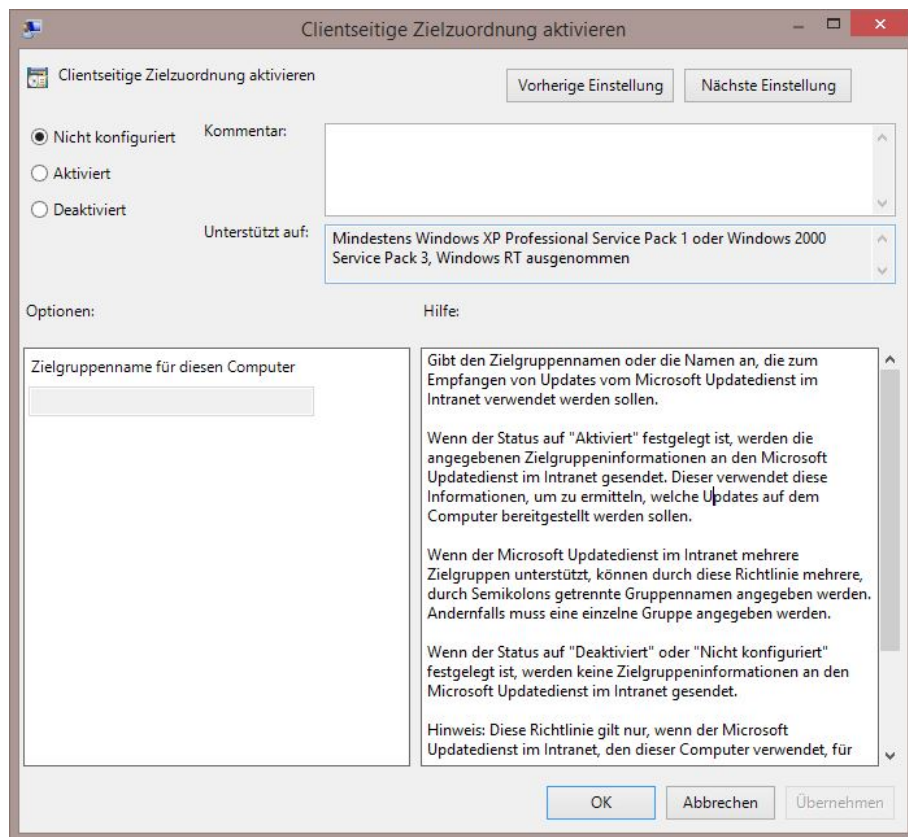 Clientseitige Zielzuordnung aktivieren
Clientseitige Zielzuordnung aktivieren
Vorherige Einstellung
Nächste Einstellung
Nicht konfiguriert
Kommentar:
Aktiviert
Deaktiviert
Unterstützt auf:
Mindestens Windows XP Professional Service Pack 1 oder Windows 2000
Service Pack 3, Windows RT ausgenommen
Optionen:
Hilfe:
Zielgruppenname für diesen Computer
Gibt den Zielgruppennamen oder die Namen an, die zum
Empfangen von Updates vom Microsoft Updatedienst im
Intranet verwendet werden sollen.
Wenn der Status auf "Aktiviert" festgelegt ist, werden die
angegebenen Zielgruppeninformationen an den Microsoft
Updatedienst im Intranet gesendet. Dieser verwendet diese
Informationen, um zu ermitteln, welche Updates auf dem
Computer bereitgestellt werden sollen.
Wenn der Microsoft Updatedienst im Intranet mehrere
Zielgruppen unterstützt, können durch diese Richtlinie mehrere,
durch Semikolons getrennte Gruppennamen angegeben werden.
Andernfalls muss eine einzelne Gruppe angegeben werden.
Wenn der Status auf "Deaktiviert" oder "Nicht konfiguriert"
festgelegt ist, werden keine Zielgruppeninformationen an den
Microsoft Updatedienst im Intranet gesendet.
Hinweis: Diese Richtlinie gilt nur, wenn der Microsoft
Updatedienst im Intranet, den dieser Computer verwendet, für
OK
Abbrechen
Übernehmen